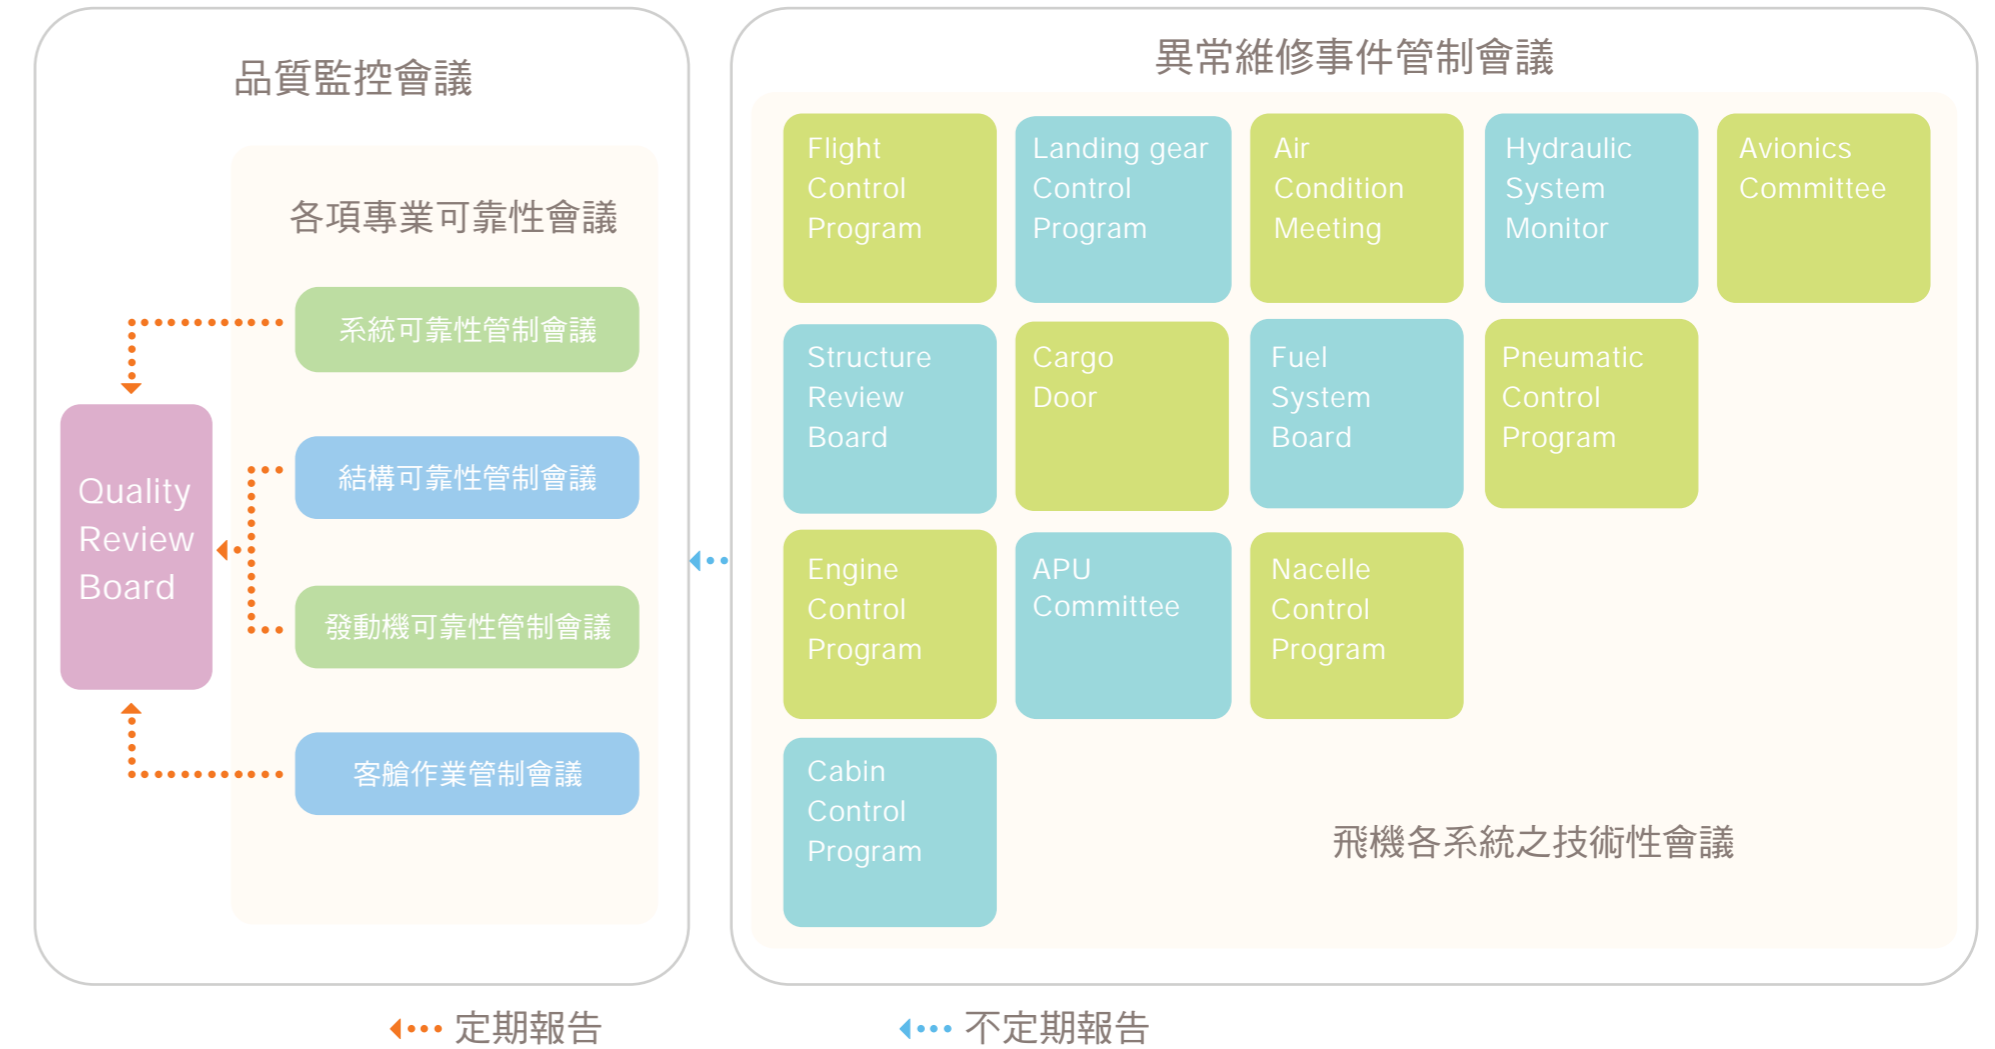 品質監控會議
各項專業可靠性會議
系統可靠性管制會議
結構可靠性管制會議
發動機可靠性管制會議
客艙作業管制會議
Quality
Review
Board
異常維修事件管制會議
Flight
Control
Program
Landing gear
Control
Program
Air
Condition
Meeting
Hydraulic
System
Monitor
Avionics
Committee
Structure
Review
Board
Cargo
Door
Fuel
System
Board
Pneumatic
Control
Program
Engine
Control
Program
APU
Committee
Nacelle
Control
Program
Cabin
Control
Program
飛機各系統之技術性會議
定期報告
不定期報告